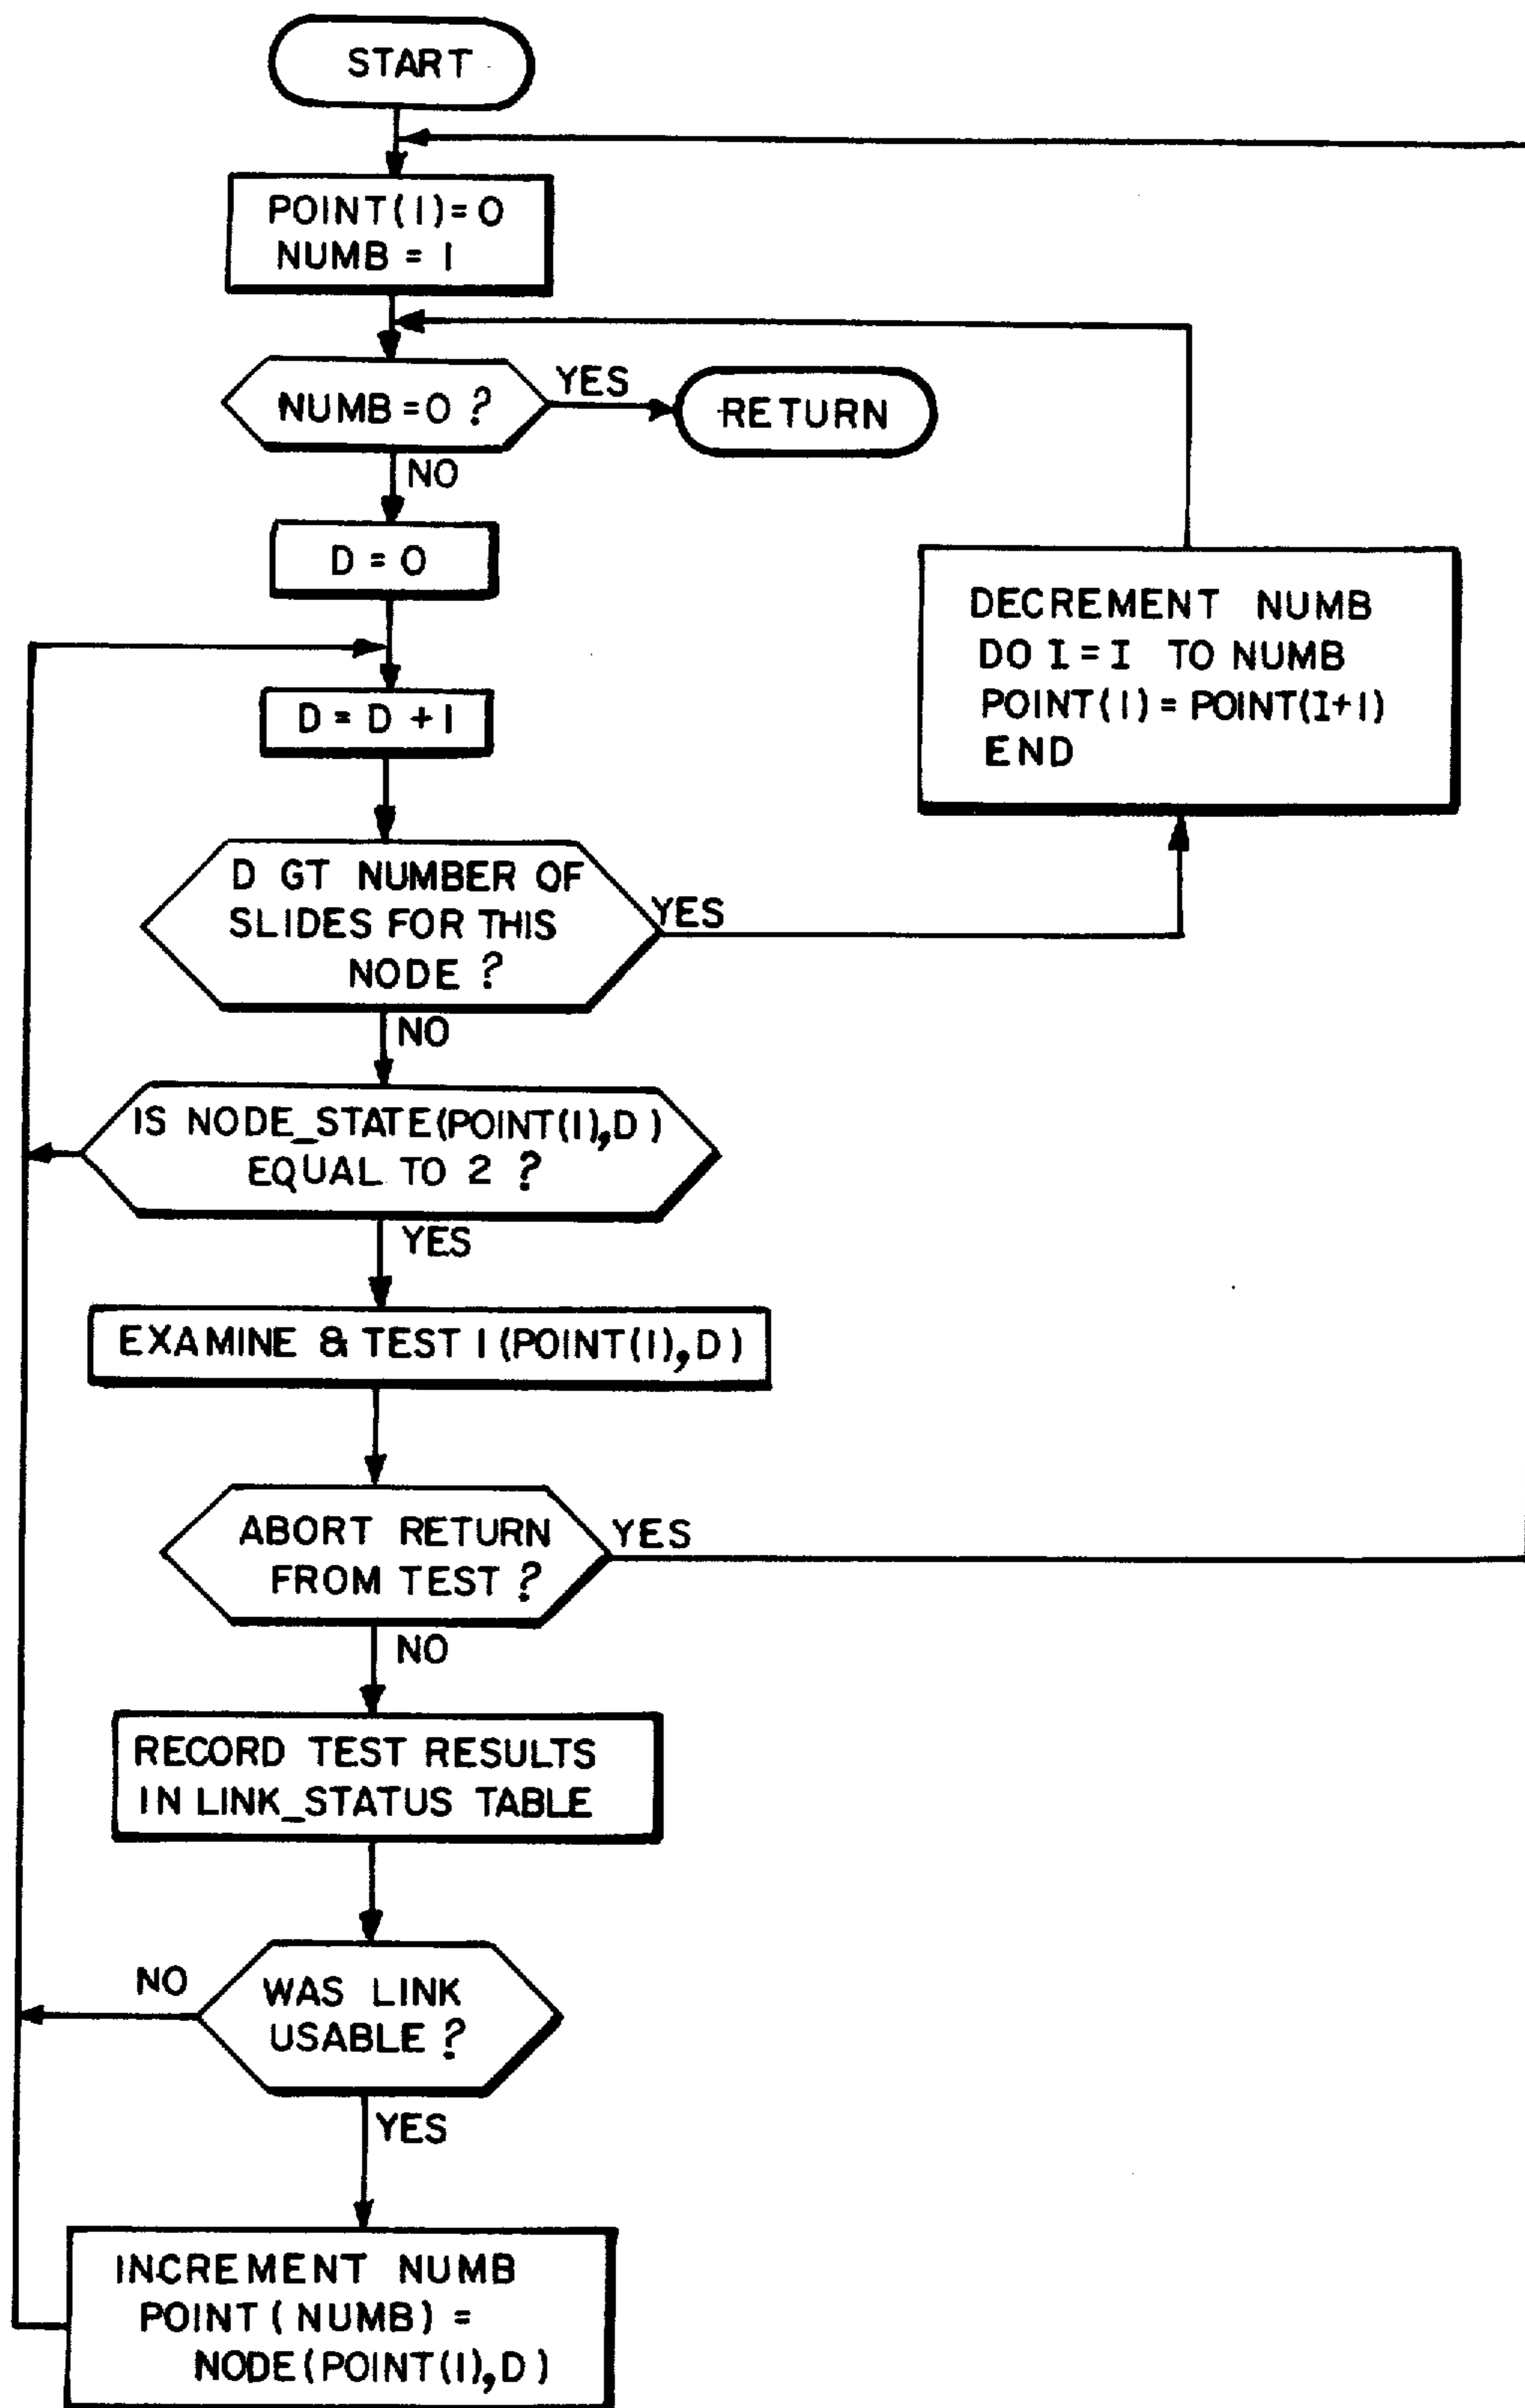 START
POINT(1)=0
NUMB = 1
NUMB=0 ?
YES
RETURN
NO
D = 0
DECREMENT NUMB
DO I=I TO NUMB
POINT(1)=POINT(I+1)
END
D = D +1
D GT NUMBER OF
SLIDES FOR THIS
NODE ?
YES
NO
IS NODE_STATE(POINT(1),D)
EQUAL TO 2 ?
YES
EXAMINE & TEST 1(POINT(1),D)
ABORT RETURN
FROM TEST ?
YES
NO
RECORD TEST RESULTS
IN LINK_STATUS TABLE
NO
WAS LINK
USABLE ?
YES
INCREMENT NUMB
POINT(NUMB) =
NODE(POINT(1),D)